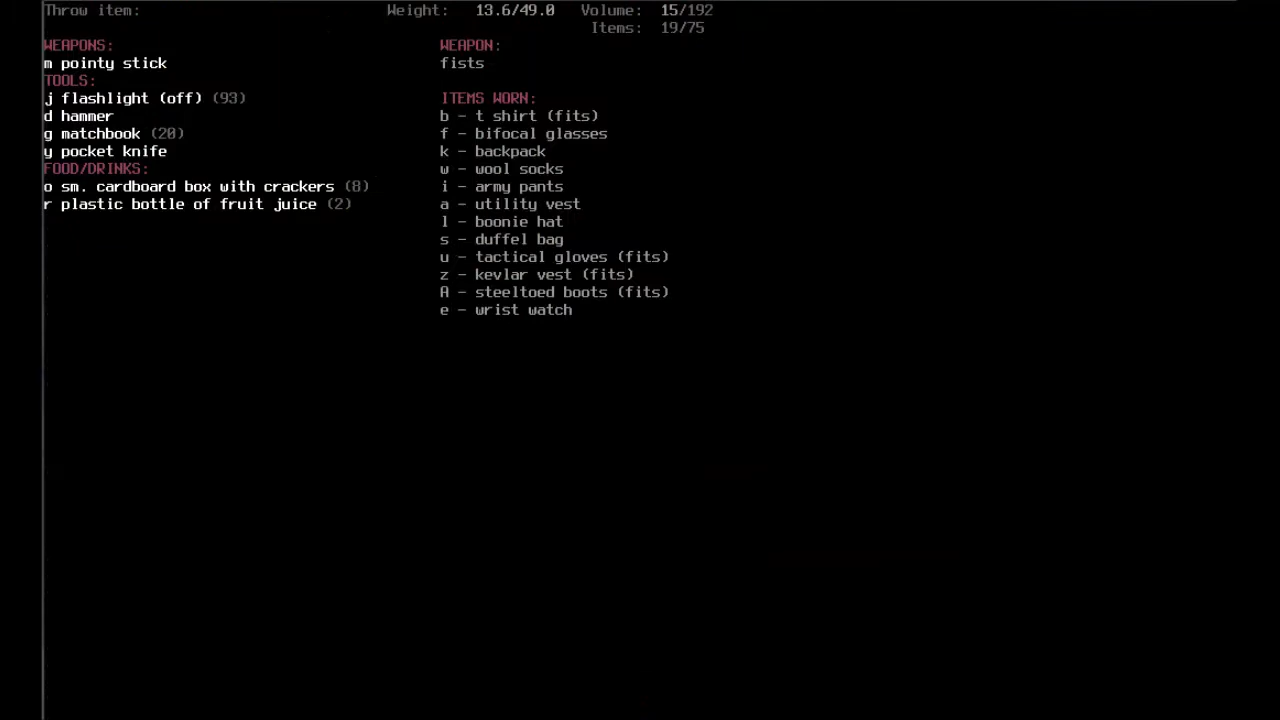 Throw item: Weight: 13.6/49.0 Volume: 15/192
Items: 19/75
WEAPONS:
m pointy stick
TOOLS:
j flashlight (off) (93)
d hammer
g matchbook (20)
y pocket knife
FOOD/DRINKS:
o sm. cardboard box with crackers (8)
r plastic bottle of fruit juice (2)
WEAPON:
fists
ITEMS WORN:
b - t shirt (fits)
f - bifocal glasses
k - backpack
w - wool socks
i - army pants
a - utility vest
l - boonie hat
s - duffel bag
u - tactical gloves (fits)
z - kevlar vest (fits)
A - steeltoed boots (fits)
e - wrist watch